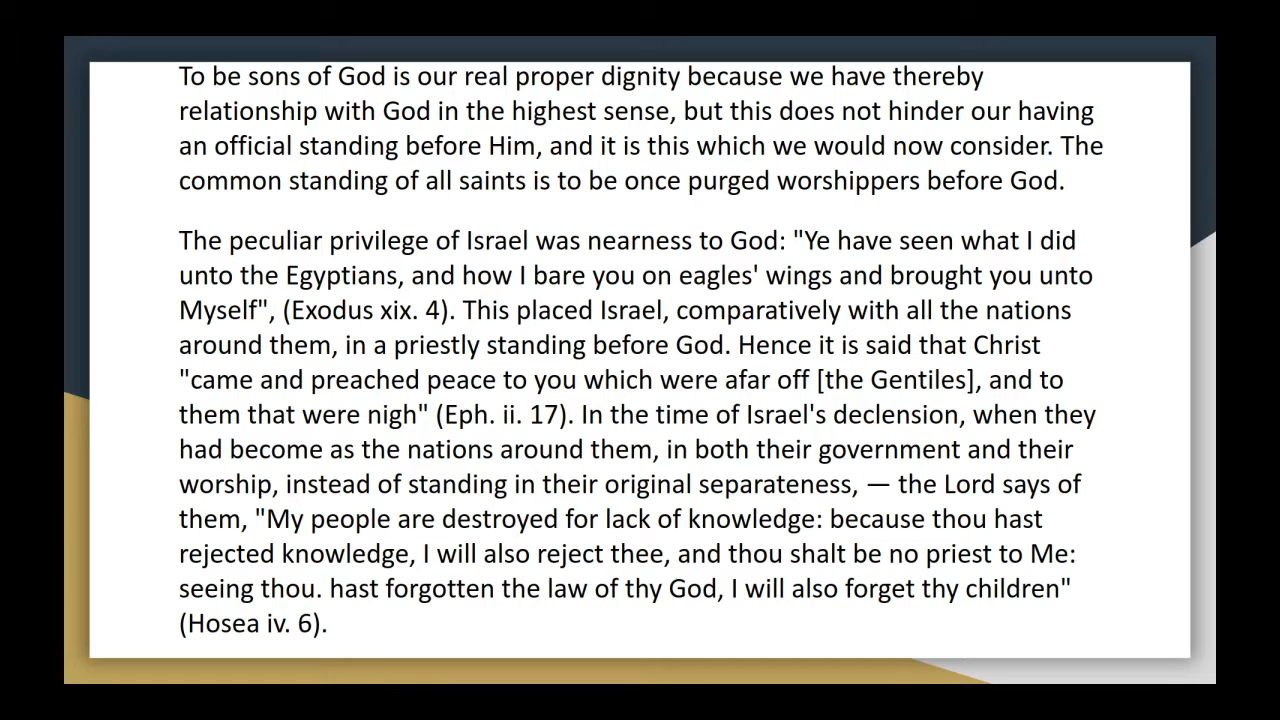 To be sons of God is our real proper dignity because we have thereby
relationship with God in the highest sense, but this does not hinder our having
an official standing before Him, and it is this which we would now consider. The
common standing of all saints is to be once purged worshippers before God.
The peculiar privilege of Israel was nearness to God: "Ye have seen what I did
unto the Egyptians, and how I bare you on eagles' wings and brought you unto
Myself", (Exodus xix. 4). This placed Israel, comparatively with all the nations
around them, in a priestly standing before God. Hence it is said that Christ
"came and preached peace to you which were afar off [the Gentiles], and to
them that were nigh" (Eph. ii. 17). In the time of Israel's declension, when they
had become as the nations around them, in both their government and their
worship, instead of standing in their original separateness, — the Lord says of
them, "My people are destroyed for lack of knowledge: because thou hast
rejected knowledge, I will also reject thee, and thou shalt be no priest to Me:
seeing thou. hast forgotten the law of thy God, I will also forget thy children"
(Hosea iv. 6).